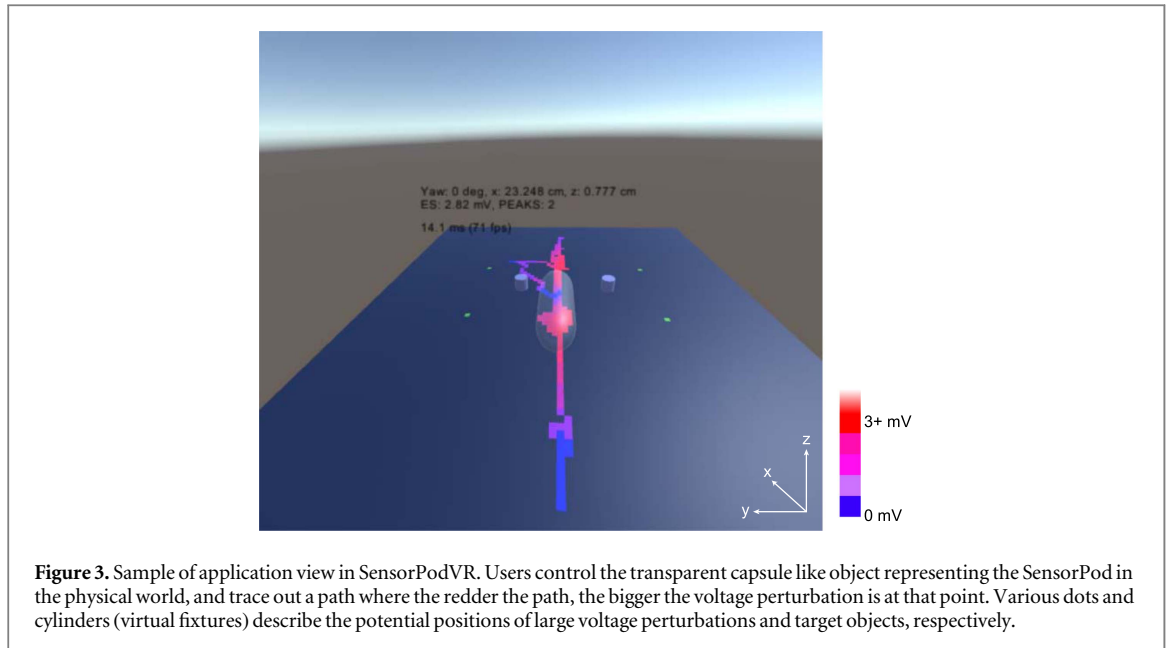 Yaw: 0 deg, x: 23.248 cm, z: 0.777 cm
ES: 2.82 mV, PEAKS: 2
14.1 ms (71 fps)
3+ mV
0 mV
z
x
y
Figure 3. Sample of application view in SensorPodVR. Users control the transparent capsule like object representing the SensorPod in
the physical world, and trace out a path where the redder the path, the bigger the voltage perturbation is at that point. Various dots and
cylinders (virtual fixtures) describe the potential positions of large voltage perturbations and target objects, respectively.